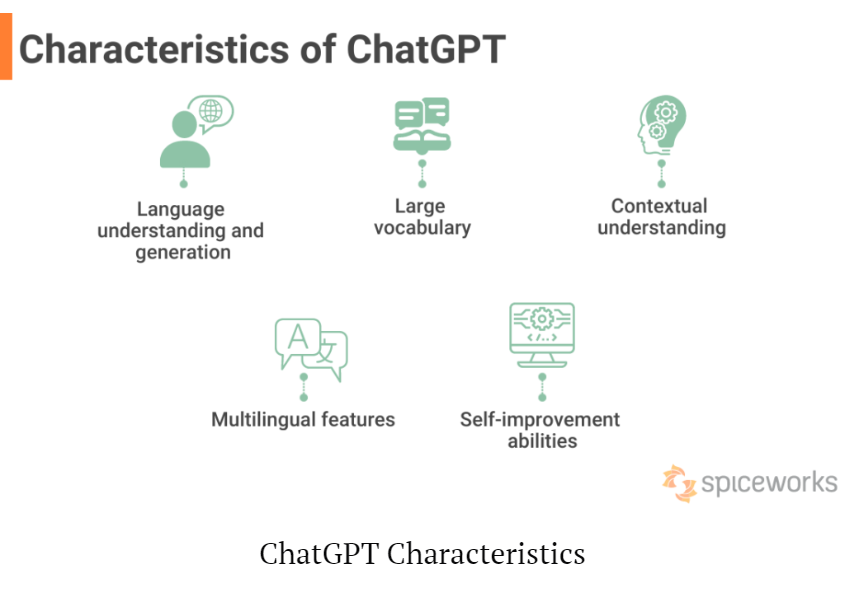 Characteristics of ChatGPT
Language
understanding and
generation
Large
vocabulary
Contextual
understanding
A 文
Multilingual features
Self-improvement
abilities
</..>
spiceworks
ChatGPT Characteristics